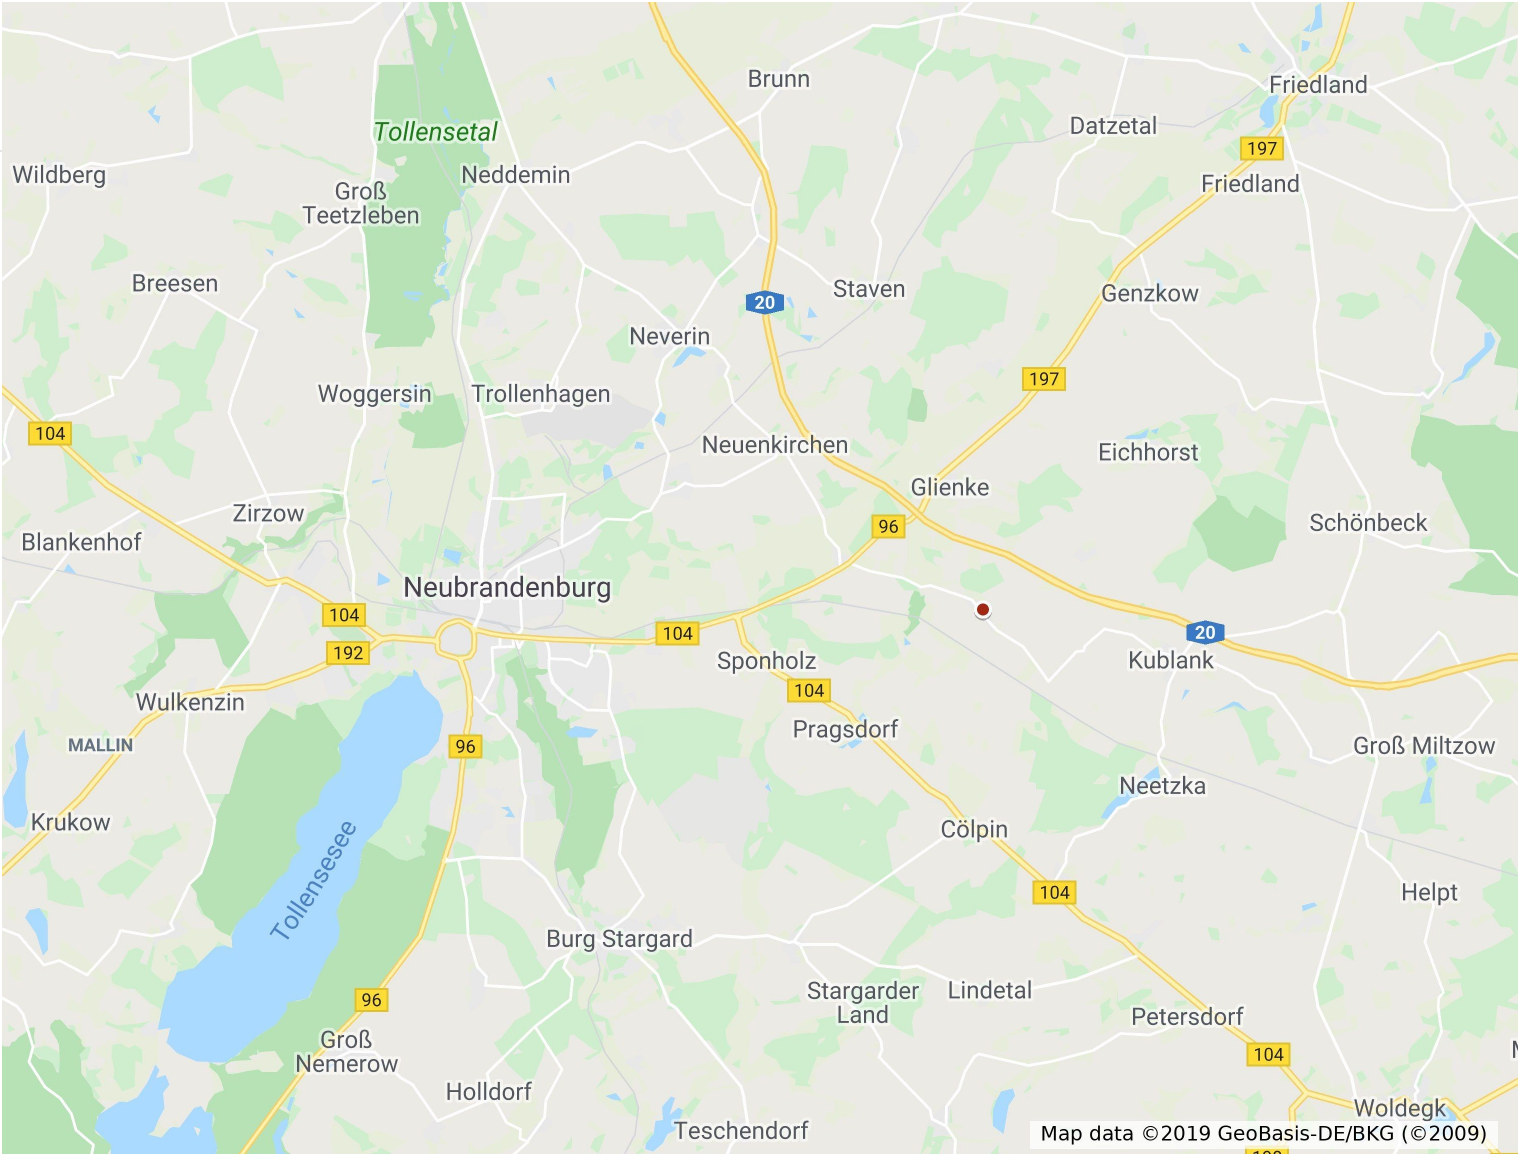 Brunn
Friedland
Datzetal
Tollensetal
197
Wildberg
Neddemin
Groß
Teetzleben
Friedland
Breesen
Staven
Genzkow
20
Neverin
197
Woggersin
Trollenhagen
104
Neuenkirchen
Eichhorst
Glienke
Zirzow
96
Schönbeck
Blankenhof
Neubrandenburg
104
104
20
192
Sponholz
Kublank
104
Wulkenzin
Pragsdorf
MALLIN
96
Groß Miltzow
Neetzka
Krukow
Cölpin
Tollensesee
104
Helpt
Burg Stargard
Stargarder
Land
Lindetal
96
Petersdorf
Groß
Nemerow
104
Holldorf
Woldegk
Teschendorf
Map data ©2019 GeoBasis-DE/BKG (©2009)